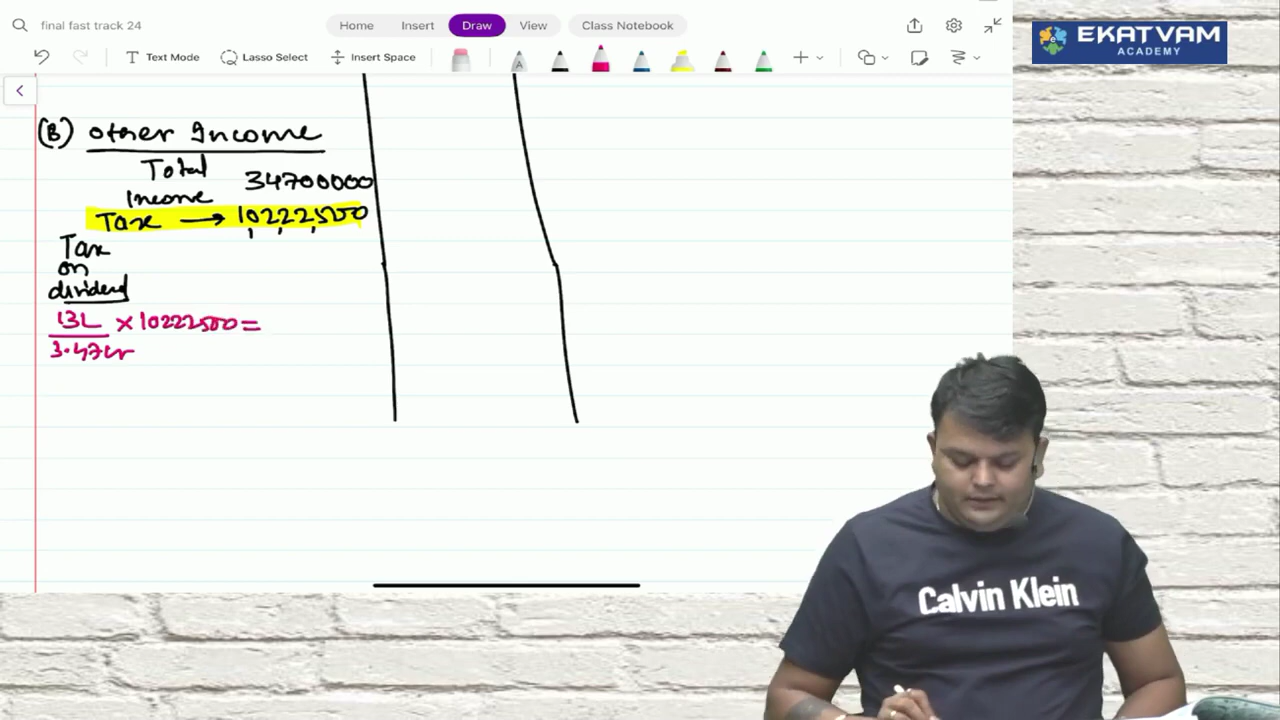 final fast track 24
Home Insert Draw View Class Notebook
Text Mode Lasso Select Insert Space
EKATVAM
ACADEMY
(B) Other Income
Total
Income 34700000
Tax → 10222500
Tax
on
dividend
13L × 10222500 =
3.47cr
Calvin Klein